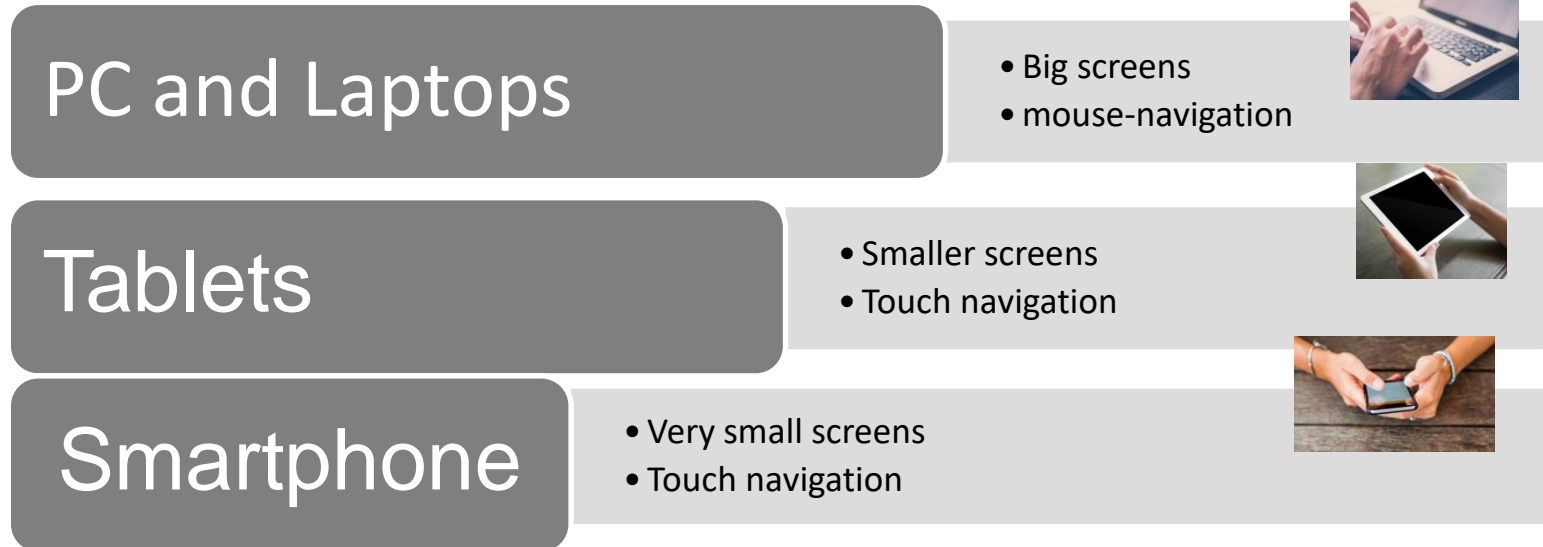 PC and Laptops
• Big screens
• mouse-navigation
Tablets
• Smaller screens
• Touch navigation
Smartphone
• Very small screens
• Touch navigation